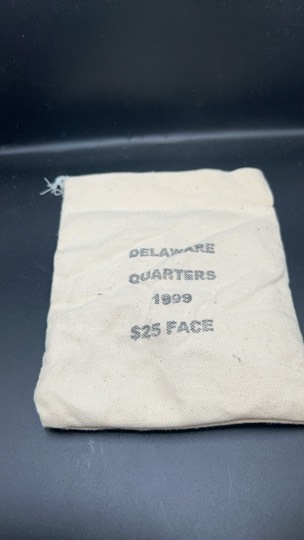 DELAWARE
QUARTERS
1999
$25 FACE